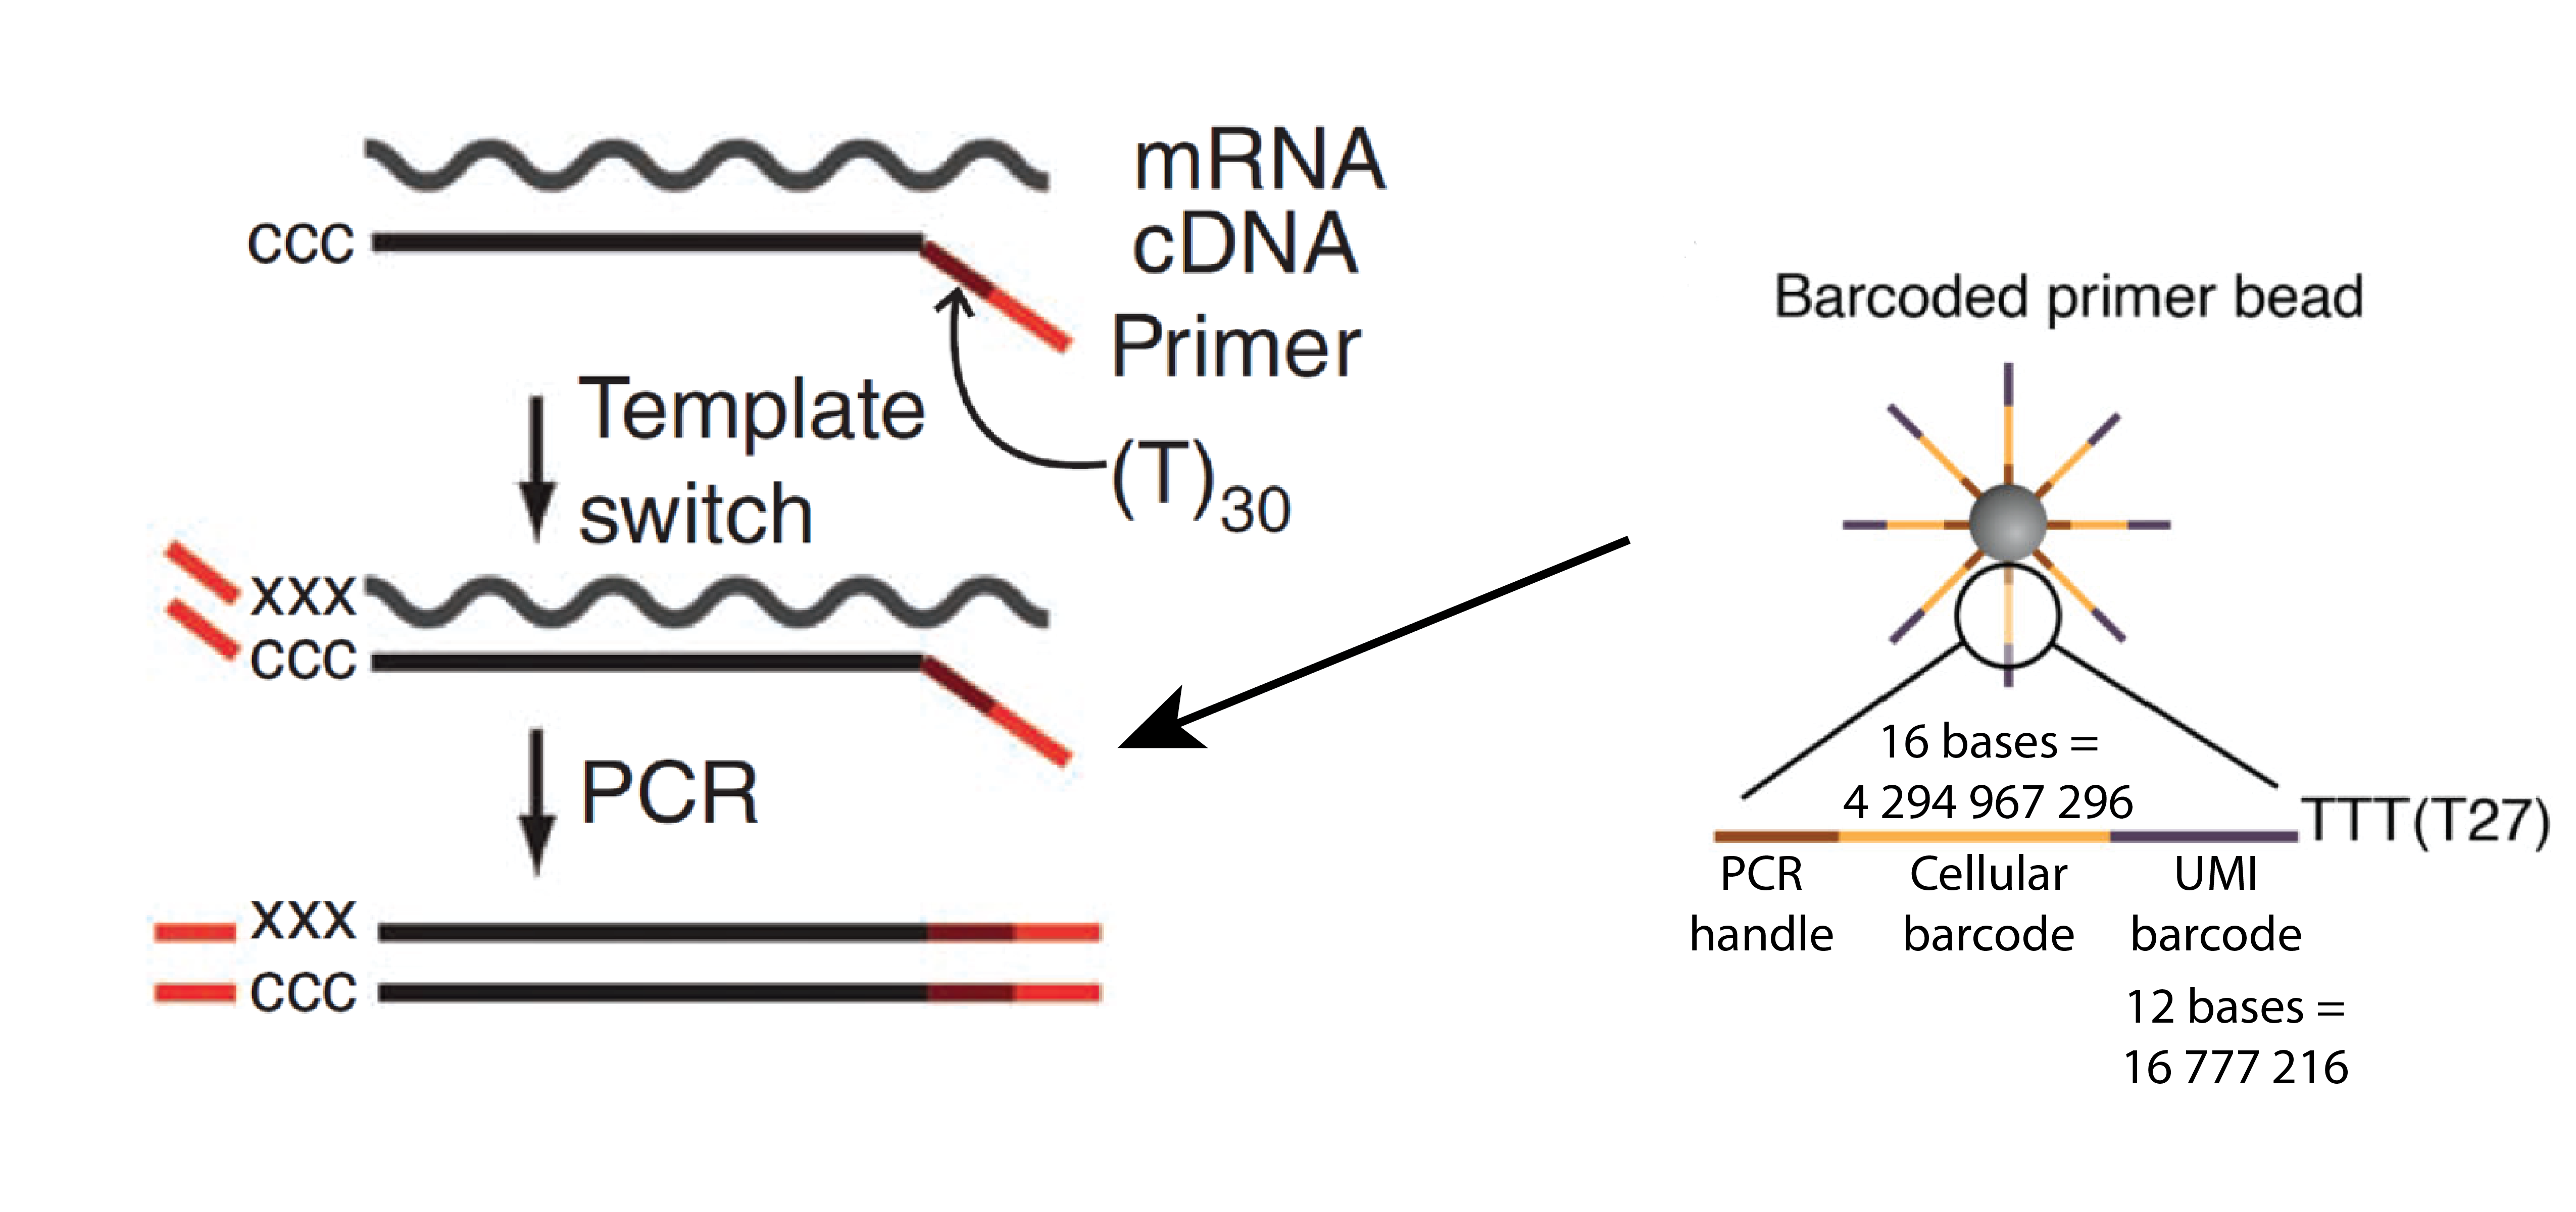 mRNA
CCC
cDNA
Primer
Template
switch
(T)30
XXX
CCC
PCR
XXX
CCC
Barcoded primer bead
16 bases =
4 294 967 296
TTT(T27)
PCR
handle
Cellular
barcode
UMI
barcode
12 bases =
16 777 216